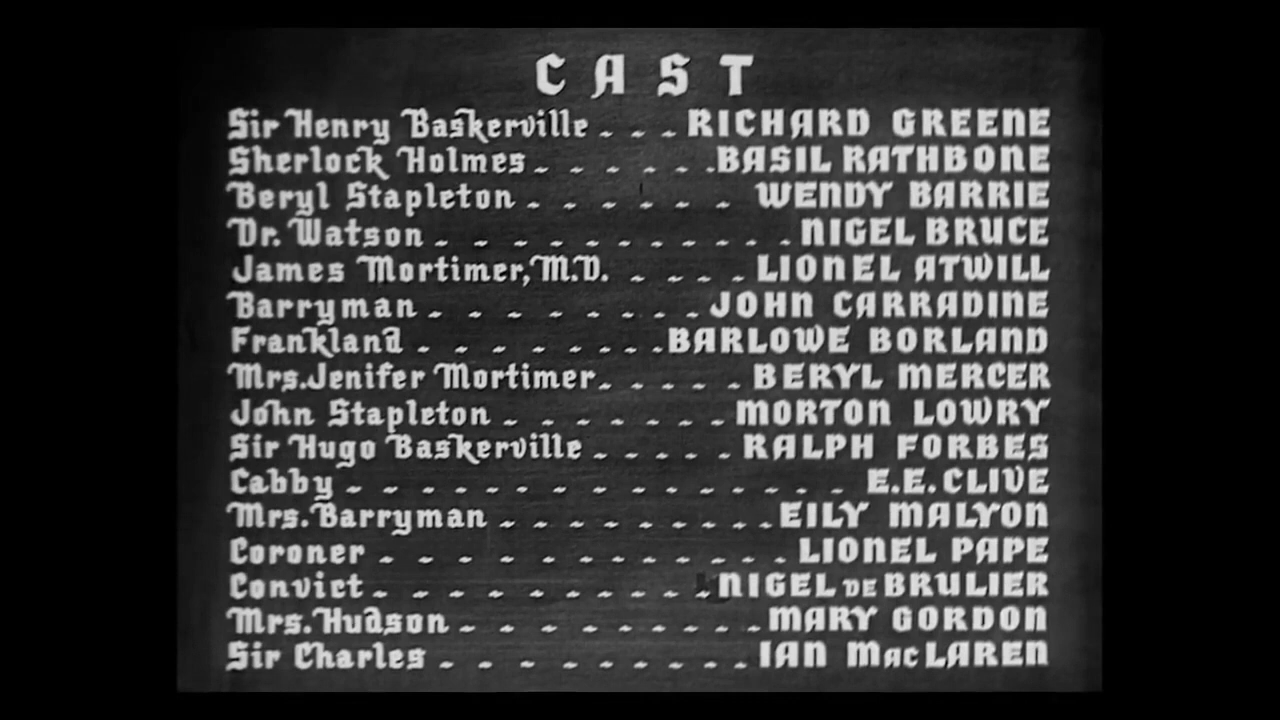 CAST
Sir Henry Baskerville . . . RICHARD GREENE
Sherlock Holmes . . . . . . BASIL RATHBONE
Beryl Stapleton . . . . . . WENDY BARRIE
Dr. Watson . . . . . . . . . . NIGEL BRUCE
James Mortimer, M.D. . . . . LIONEL ATWILL
Barryman . . . . . . . . JOHN CARRADINE
Frankland . . . . . . . . BARLOWE BORLAND
Mrs. Jenifer Mortimer . . . . . BERYL MERCER
John Stapleton . . . . . . . MORTON LOWRY
Sir Hugo Baskerville . . . . . RALPH FORBES
Cabby . . . . . . . . . . . . . . . E.E. CLIVE
Mrs. Barryman . . . . . . . . . EILY MALYON
Coroner . . . . . . . . . . . LIONEL PAPE
Convict . . . . . . . . . . . NIGEL DE BRULIER
Mrs. Hudson . . . . . . . . MARY GORDON
Sir Charles . . . . . . . . . IAN MacLAREN